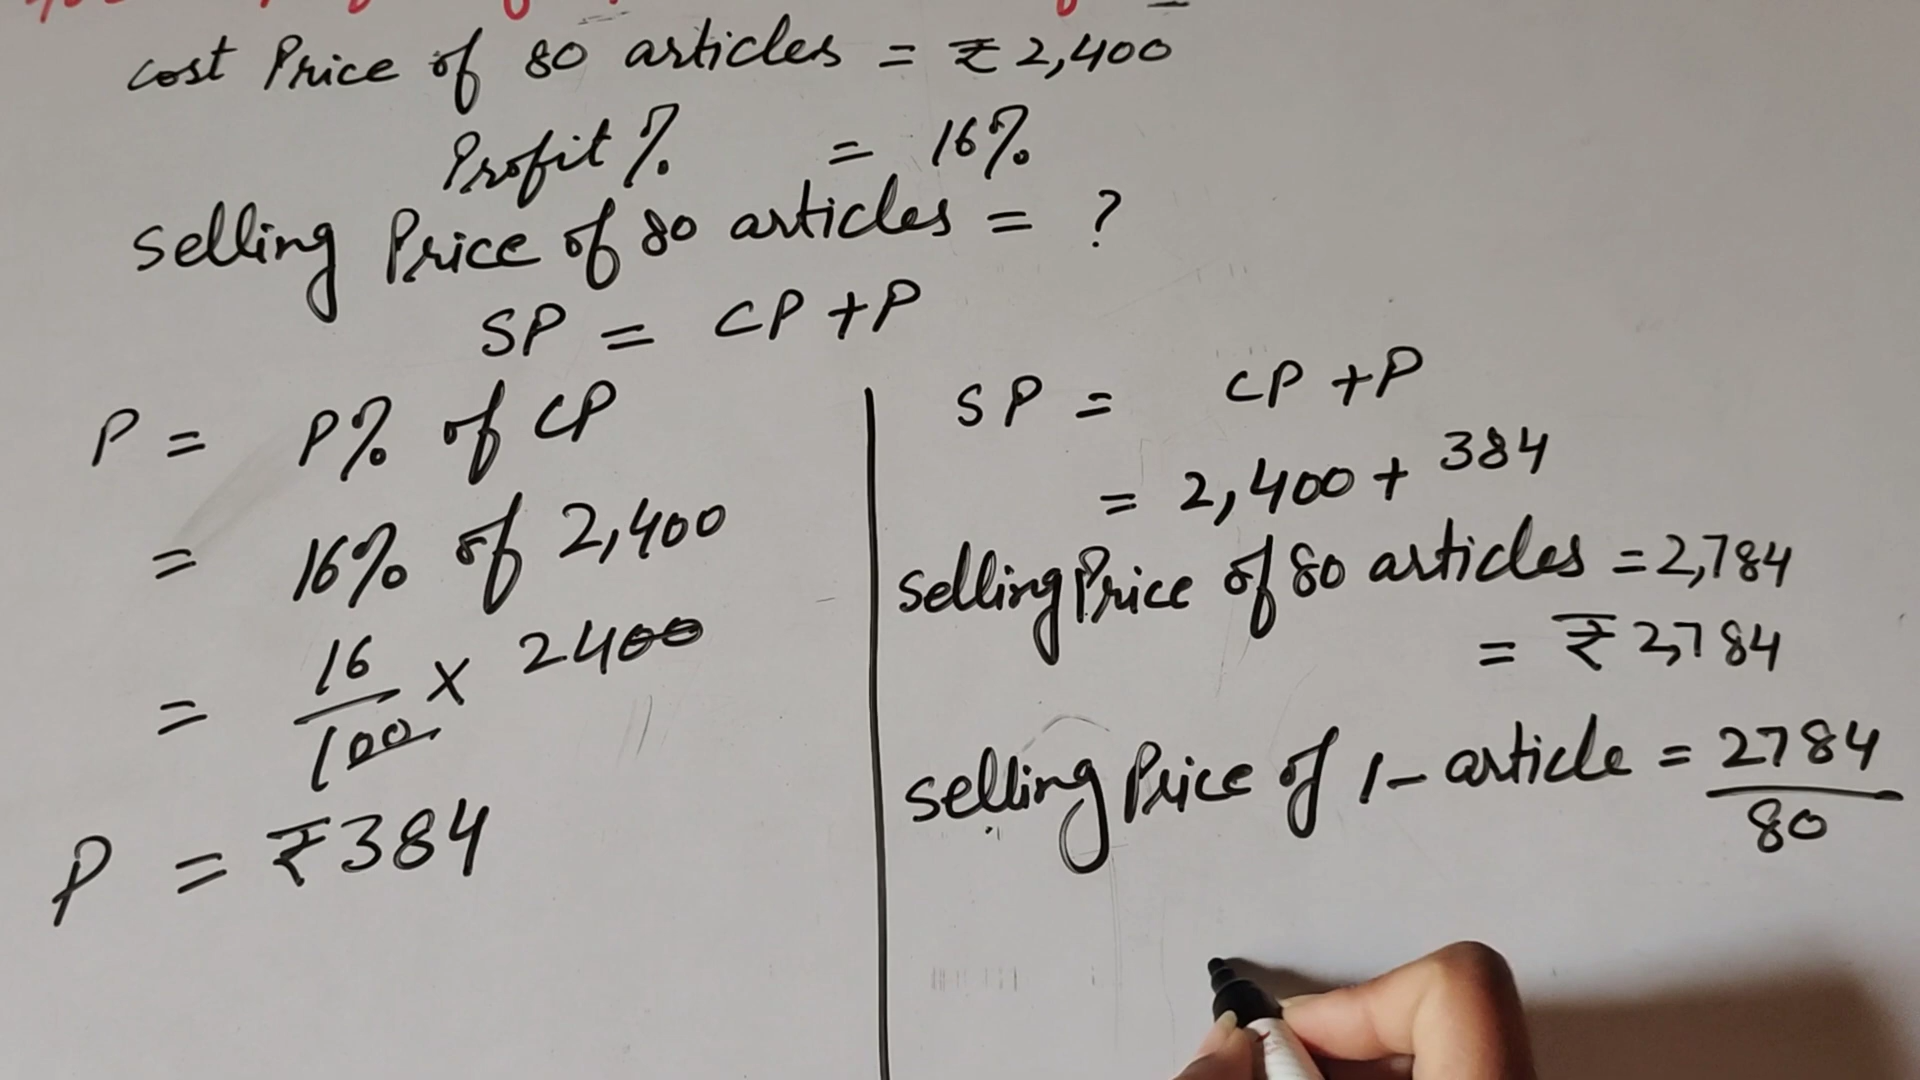 cost Price of 80 articles = ₹ 2,400
Profit % = 16%
Selling Price of 80 articles = ?
SP = CP + P
P = P% of CP
= 16% of 2,400
= 16/100 × 2400
P = ₹384
SP = CP + P
= 2,400 + 384
selling Price of 80 articles = 2,784
= ₹ 2,784
selling Price of 1 - article = 2784/80